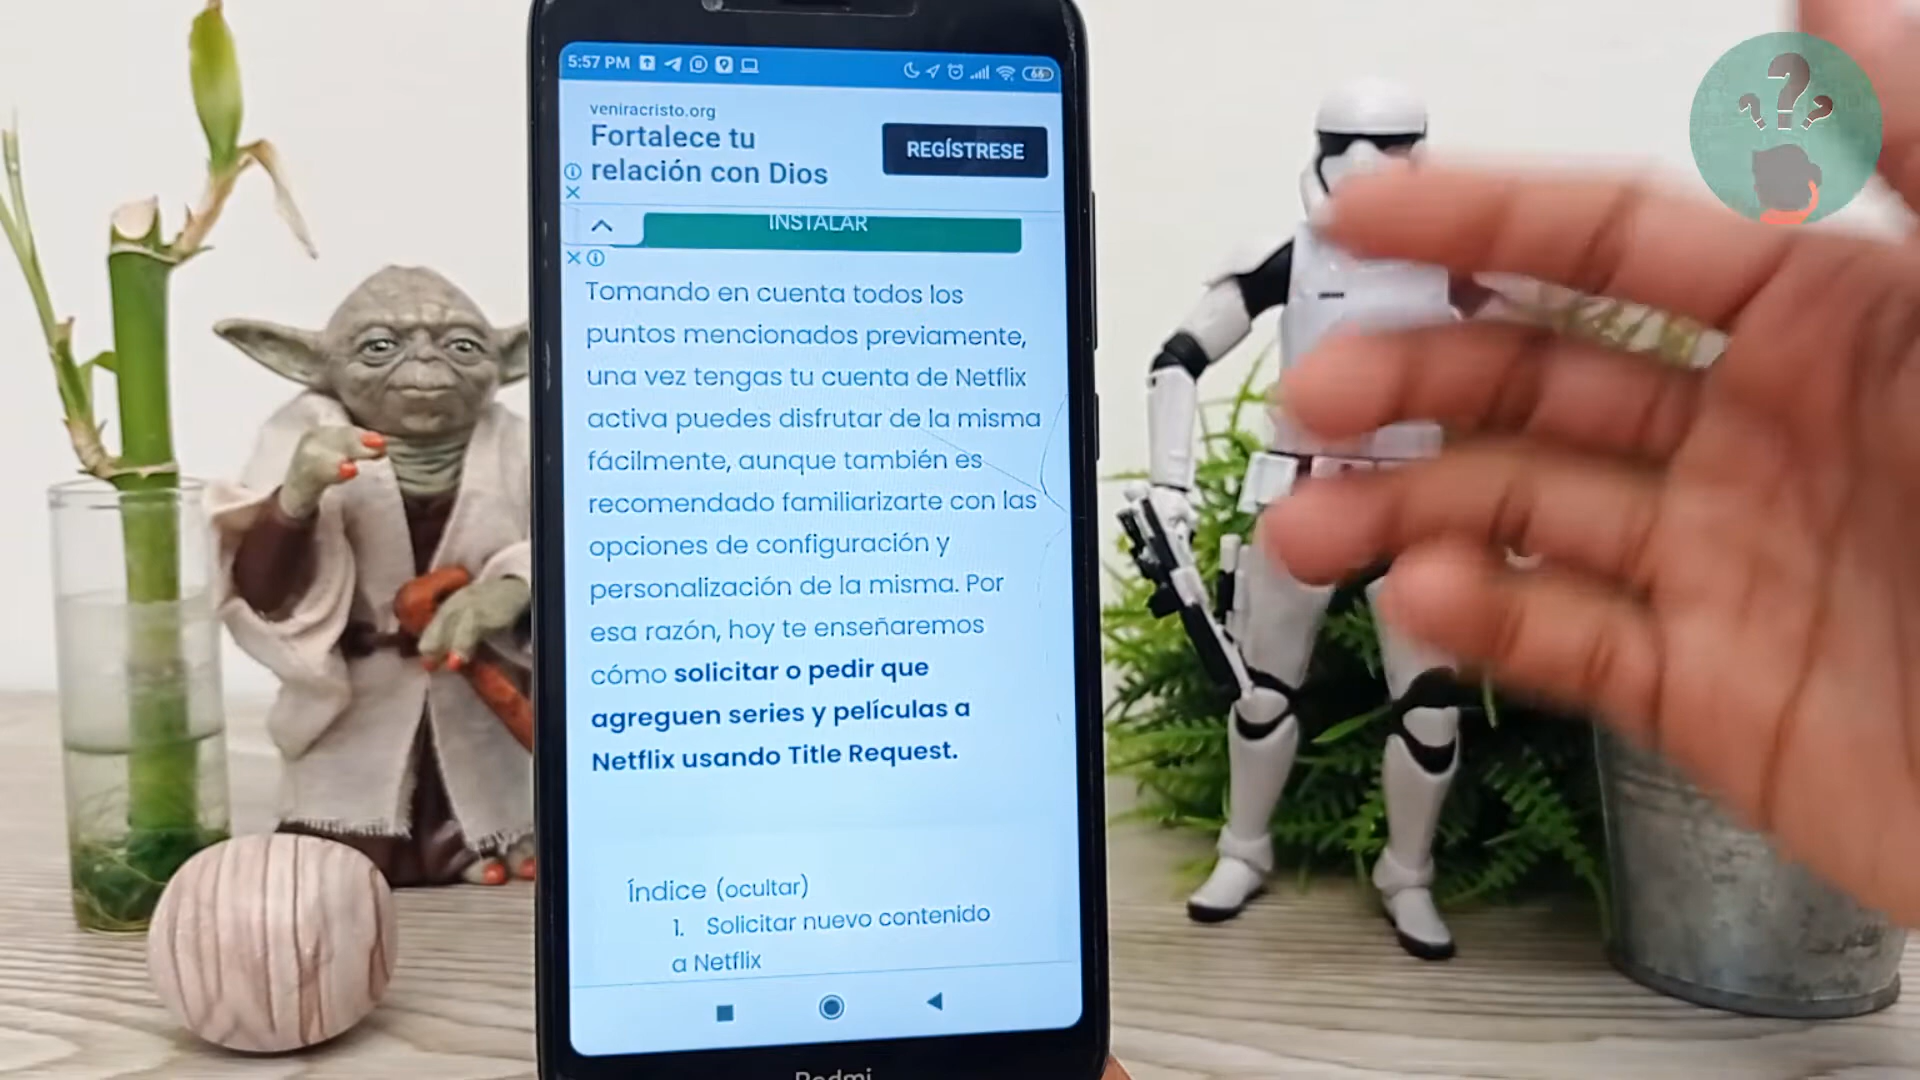 5:57 PM
66
veniracristo.org
Fortalece tu
relación con Dios
REGÍSTRESE
INSTALAR
Tomando en cuenta todos los
puntos mencionados previamente,
una vez tengas tu cuenta de Netflix
activa puedes disfrutar de la misma
fácilmente, aunque también es
recomendado familiarizarte con las
opciones de configuración y
personalización de la misma. Por
esa razón, hoy te enseñaremos
cómo solicitar o pedir que
agreguen series y películas a
Netflix usando Title Request.
Índice (ocultar)
1. Solicitar nuevo contenido
a Netflix
Redmi